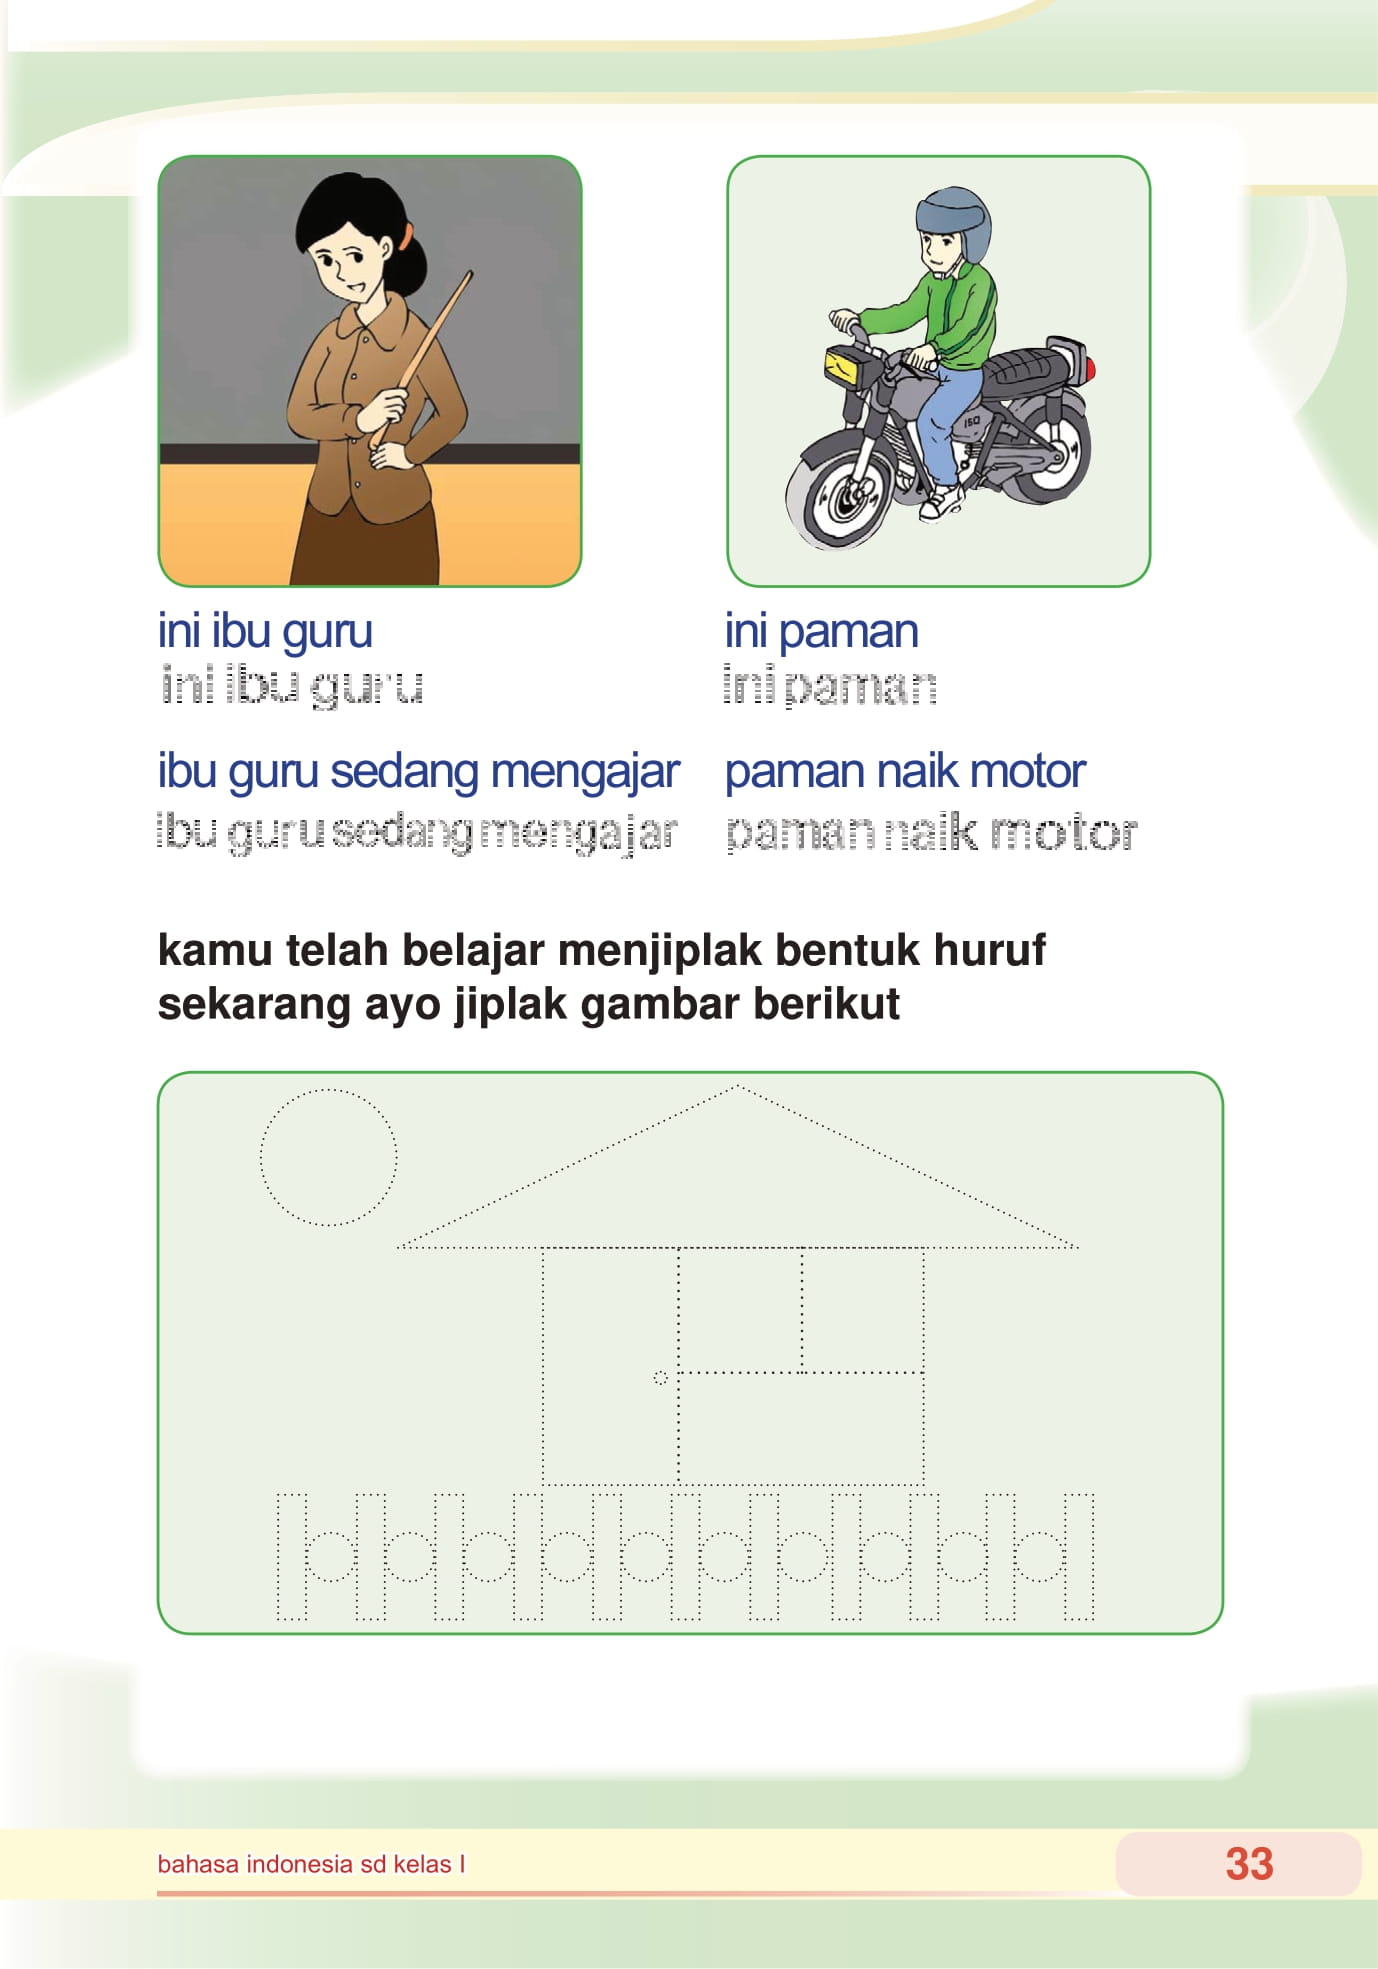 ini ibu guru
ini ibu guru
ibu guru sedang mengajar
ibu guru sedang mengajar
150
ini paman
ini paman
paman naik motor
paman naik motor
kamu telah belajar menjiplak bentuk huruf
sekarang ayo jiplak gambar berikut
bahasa indonesia sd kelas I
33